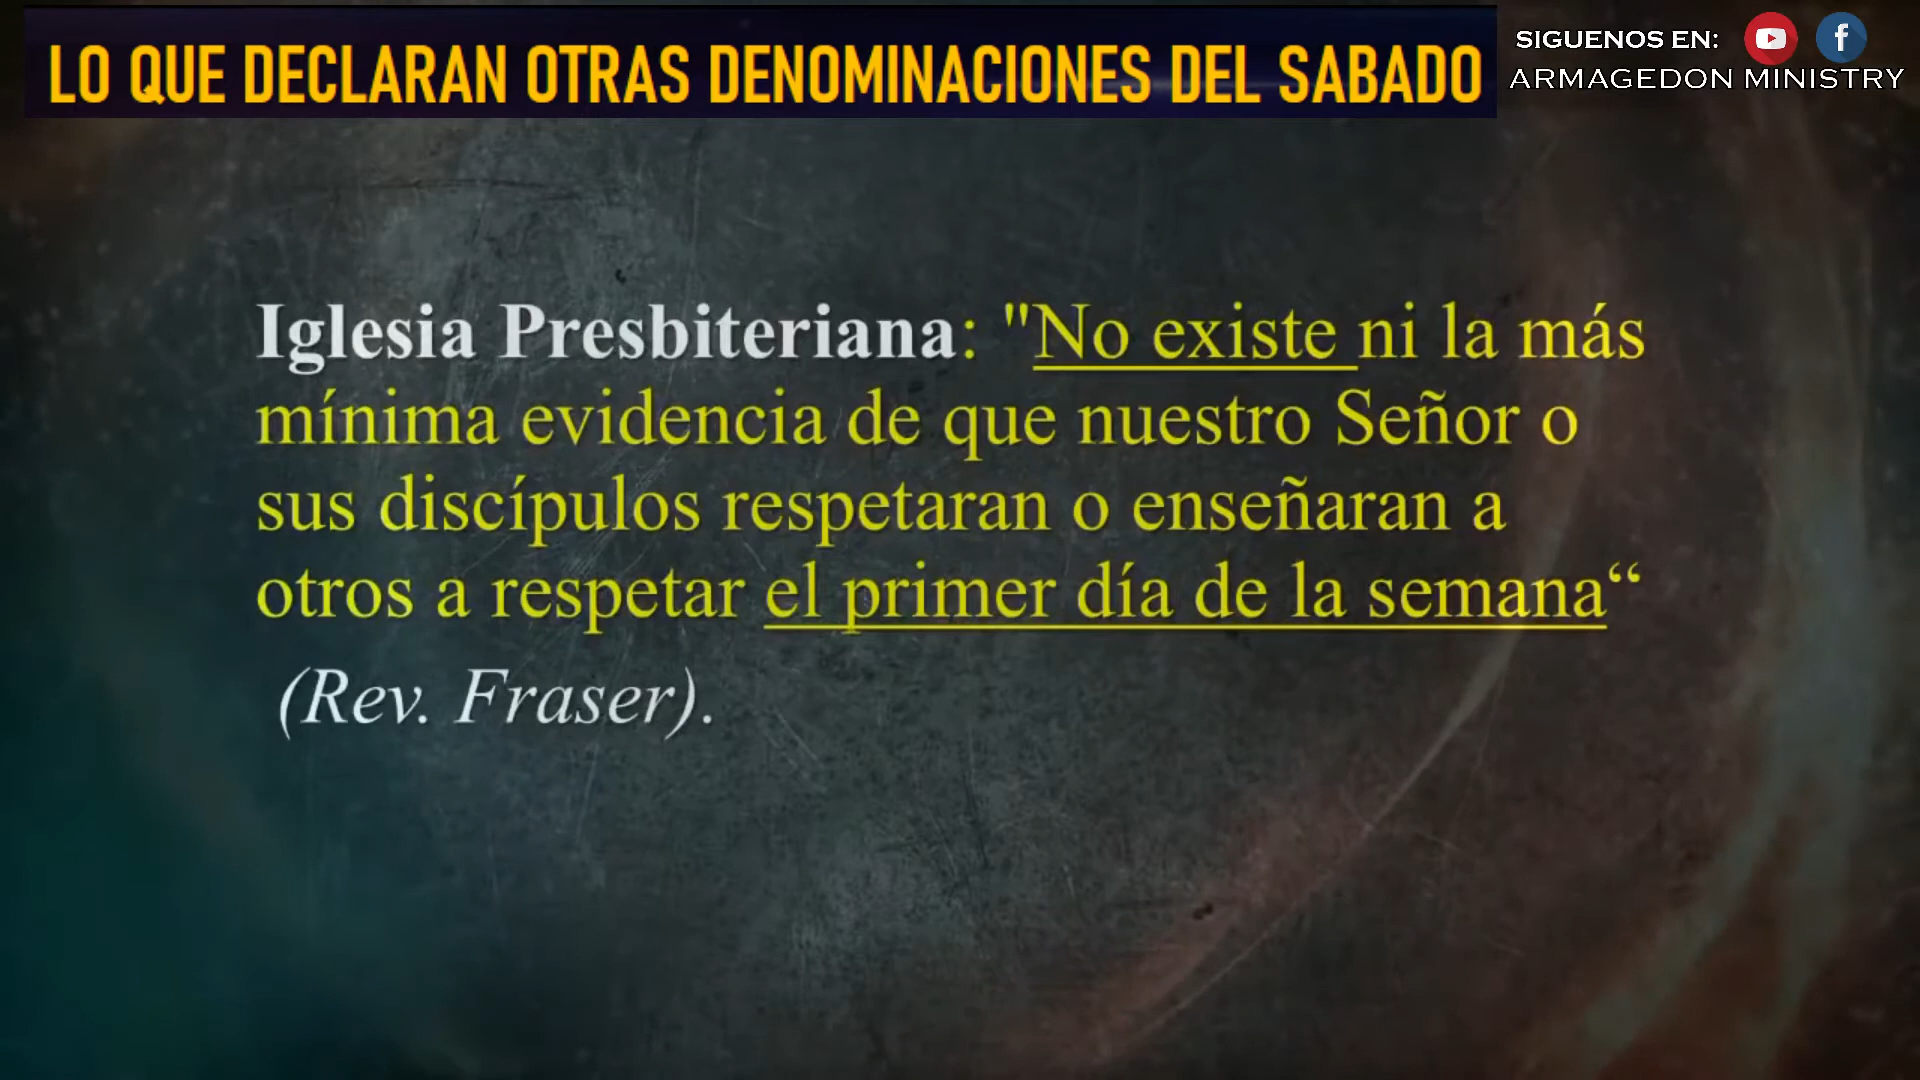 LO QUE DECLARAN OTRAS DENOMINACIONES DEL SABADO
SIGUENOS EN:
ARMAGEDON MINISTRY
Iglesia Presbiteriana: "No existe ni la más
mínima evidencia de que nuestro Señor o
sus discípulos respetaran o enseñaran a
otros a respetar el primer día de la semana“
(Rev. Fraser).